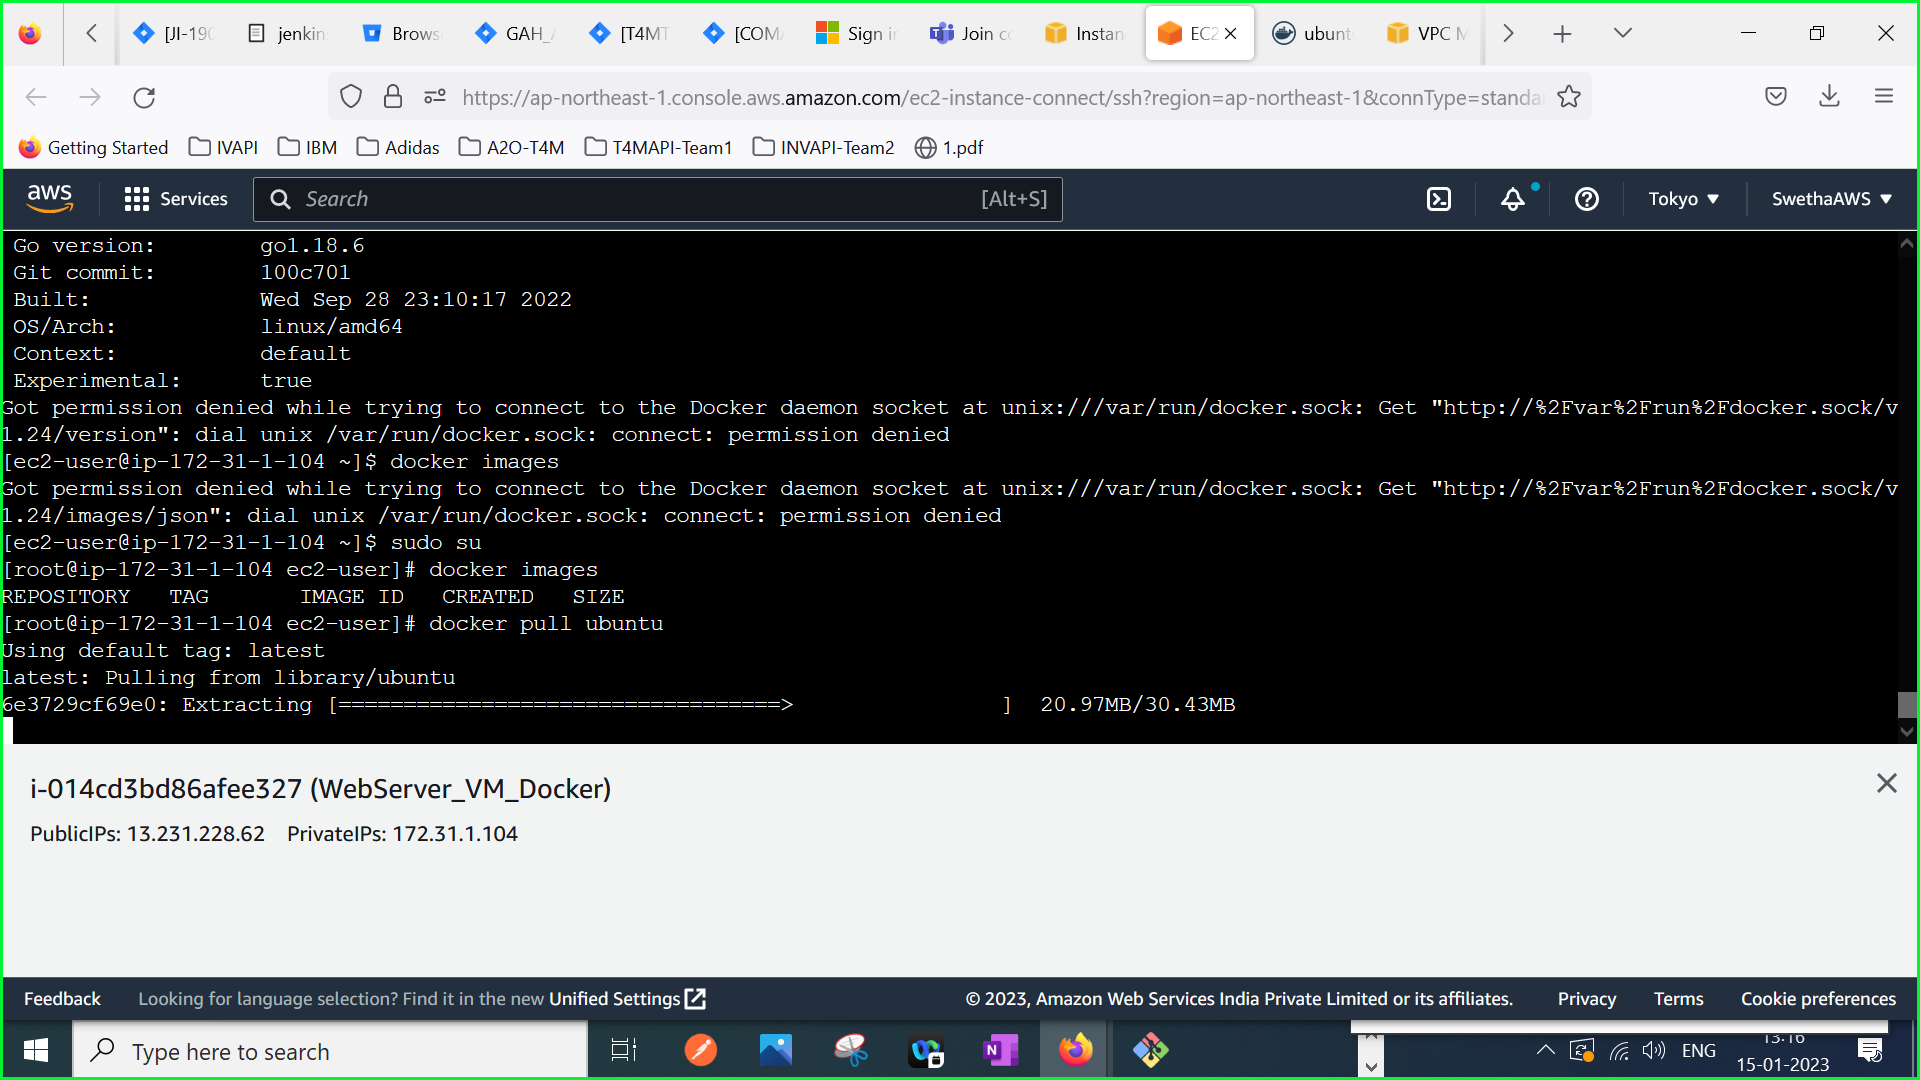 [JI-190
jenkin
Brows
GAH_
[T4MT
[COM
Sign i
Join c
Instan
EC2
ubunt
VPC M
https://ap-northeast-1.console.aws.amazon.com/ec2-instance-connect/ssh?region=ap-northeast-1&connType=standa
Getting Started
IVAPI
IBM
Adidas
A2O-T4M
T4MAPI-Team1
INVAPI-Team2
1.pdf
aws
Services
Search
[Alt+S]
Tokyo
SwethaAWS
Go version: go1.18.6
Git commit: 100c701
Built: Wed Sep 28 23:10:17 2022
OS/Arch: linux/amd64
Context: default
Experimental: true
Got permission denied while trying to connect to the Docker daemon socket at unix:///var/run/docker.sock: Get "http://%2Fvar%2Frun%2Fdocker.sock/v
1.24/version": dial unix /var/run/docker.sock: connect: permission denied
[ec2-user@ip-172-31-1-104 ~]$ docker images
Got permission denied while trying to connect to the Docker daemon socket at unix:///var/run/docker.sock: Get "http://%2Fvar%2Frun%2Fdocker.sock/v
1.24/images/json": dial unix /var/run/docker.sock: connect: permission denied
[ec2-user@ip-172-31-1-104 ~]$ sudo su
[root@ip-172-31-1-104 ec2-user]# docker images
REPOSITORY TAG IMAGE ID CREATED SIZE
[root@ip-172-31-1-104 ec2-user]# docker pull ubuntu
Using default tag: latest
latest: Pulling from library/ubuntu
6e3729cf69e0: Extracting [==================================> ] 20.97MB/30.43MB
i-014cd3bd86afee327 (WebServer_VM_Docker)
PublicIPs: 13.231.228.62 PrivateIPs: 172.31.1.104
Feedback
Looking for language selection? Find it in the new Unified Settings
© 2023, Amazon Web Services India Private Limited or its affiliates.
Privacy
Terms
Cookie preferences
Type here to search
ENG
13:16
15-01-2023